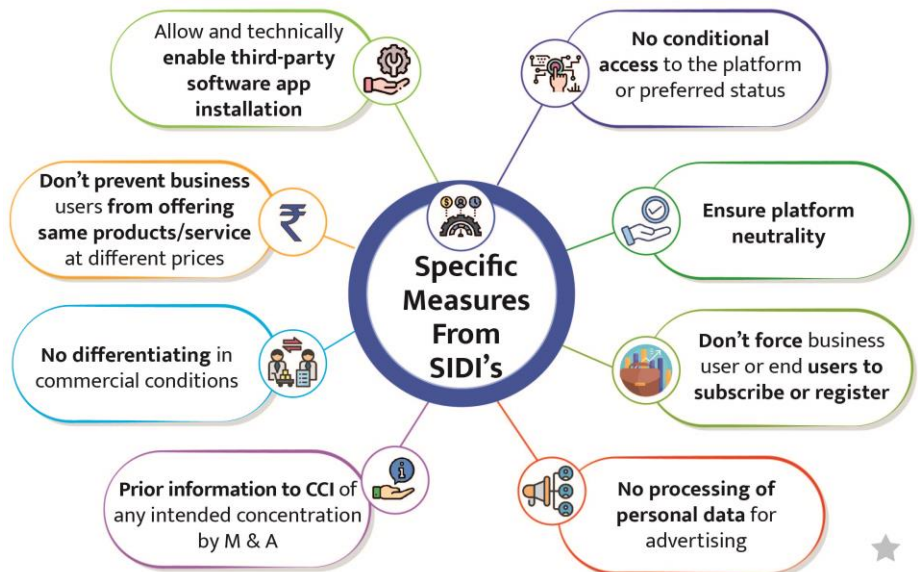 Allow and technically
enable third-party
software app
installation
No conditional
access to the platform
or preferred status
Don't prevent business
users from offering
same products/service
at different prices
₹
Ensure platform
neutrality
Specific
Measures
From
SIDI's
No differentiating in
commercial conditions
Don't force business
user or end users to
subscribe or register
Prior information to CCI of
any intended concentration
by M & A
No processing of
personal data for
advertising